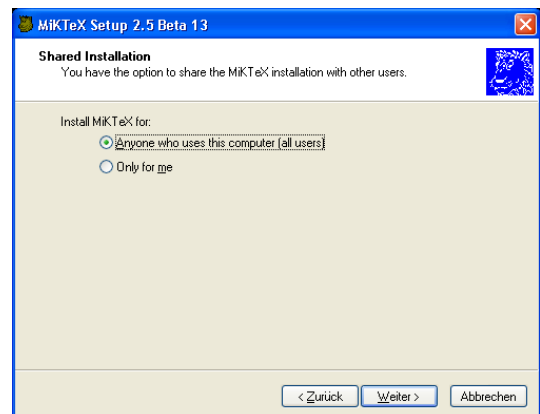 MiKTeX Setup 2.5 Beta 13
Shared Installation
You have the option to share the MiKTeX installation with other users.
Install MiKTeX for:
Anyone who uses this computer (all users)
Only for me
< Zurück
Weiter >
Abbrechen